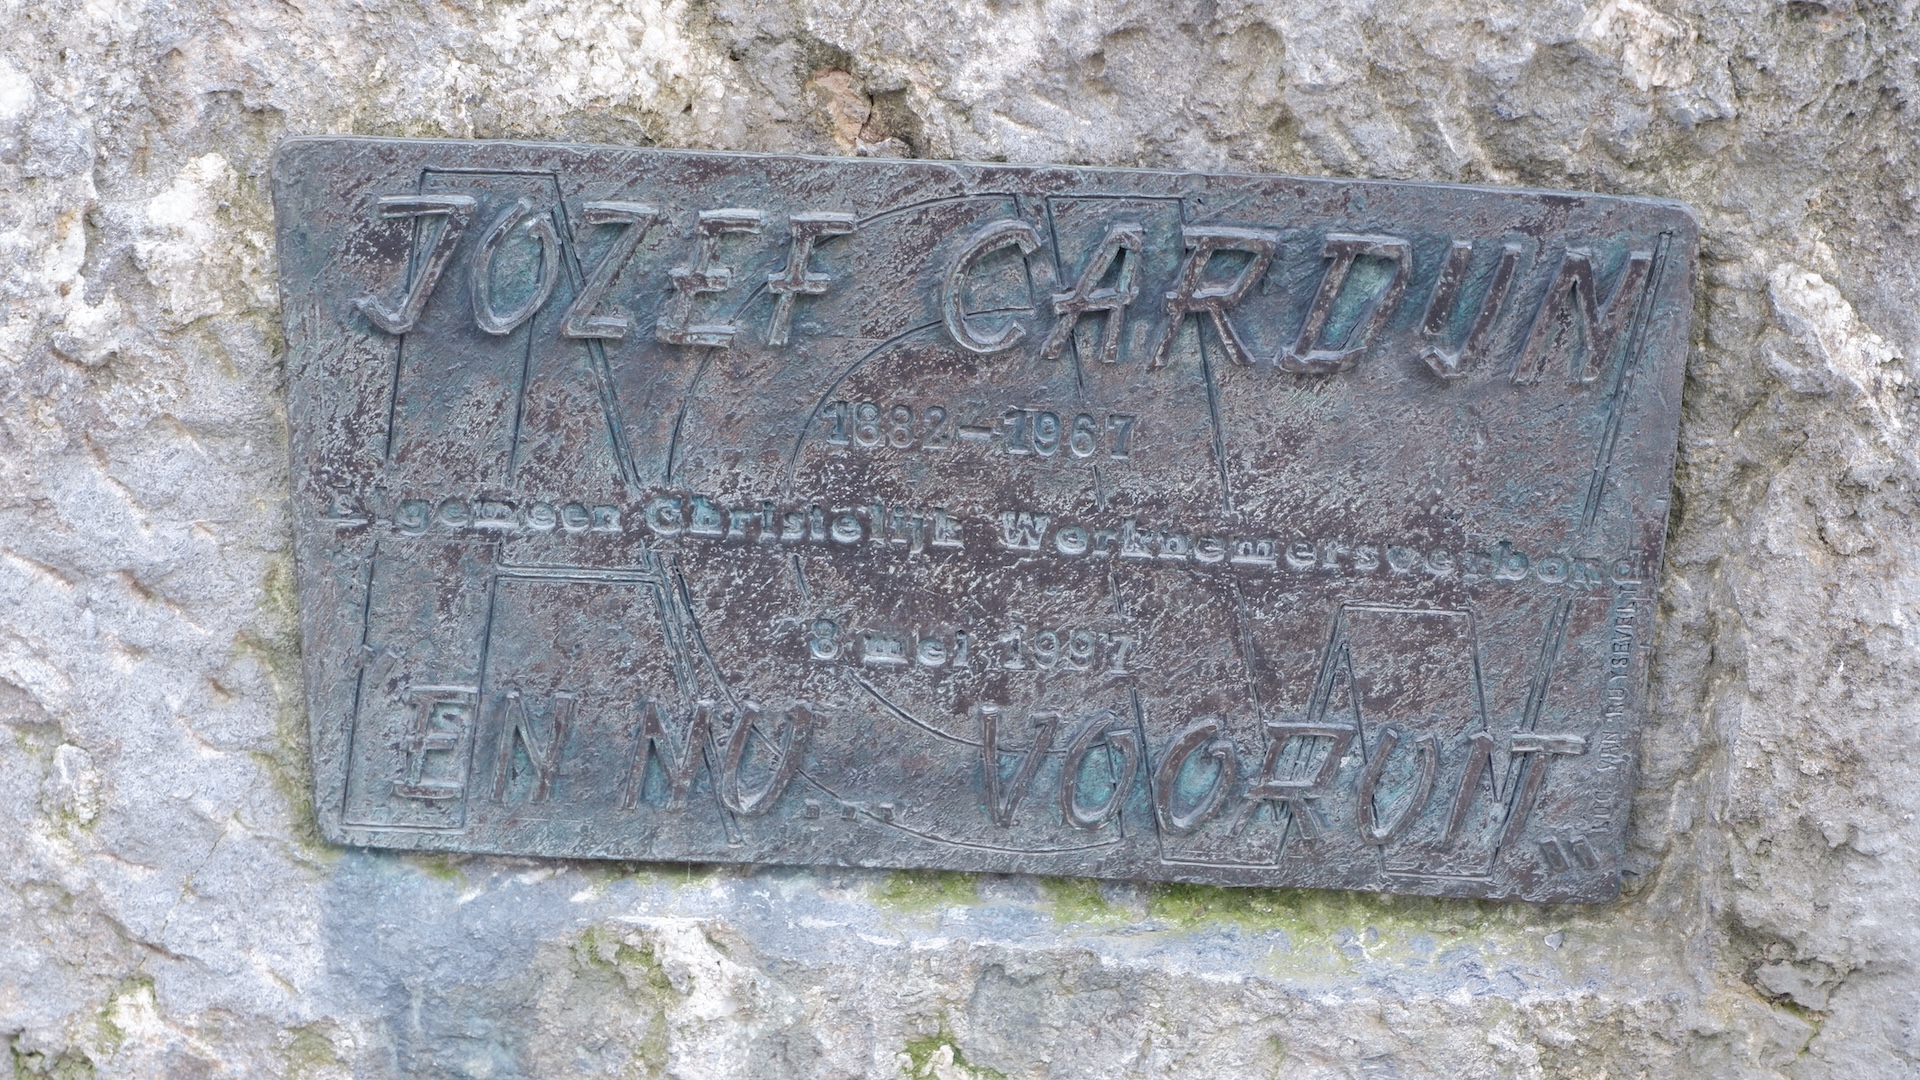 JOZEF CARDIJN
1882-1967
Algemeen Christelijk Werknemersverbond
8 mei 1997
EN NU... VOORUIT